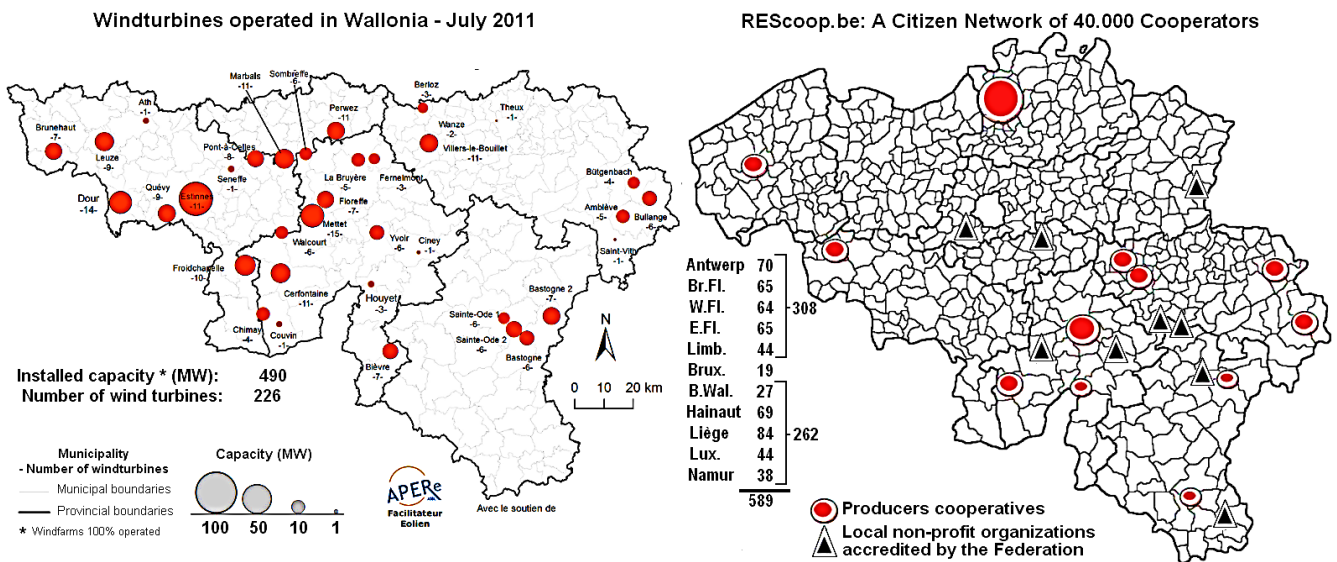 Windturbines operated in Wallonia - July 2011
Marbais
-11-
Sombreffe
-6-
Ath
-1-
Brunehaut
-7-
Leuze
-9-
Pont-à-Celles
-8-
Seneffe
-1-
Perwez
-11
Berloz
-3-
Wanze
-2-
Villers-le-Bouillet
-11-
Theux
-1-
Dour
-14-
Quévy
-9-
Estinnes
-11-
La Bruyère
-5-
Fernelmont
-3-
Floreffe
-7-
Mettet
-15-
Walcourt
-6-
Yvoir
-6-
Ciney
-1-
Bütgenbach
-4-
Amblève
-5-
Bullange
-6-
Saint-Vith
-1-
Froidchapelle
-10-
Cerfontaine
-11-
Chimay
-4-
Couvin
-1-
Houyet
-3-
Bièvre
-7-
Bastogne 2
-7-
Sainte-Ode 1
-6-
Sainte-Ode 2
-6-
Bastogne
-6-
N
0 10 20 km
Installed capacity * (MW): 490
Number of wind turbines: 226
Municipality
- Number of windturbines
Municipal boundaries
Provincial boundaries
* Windfarms 100% operated
Capacity (MW)
100 50 10 1
APERe
Facilitateur
Eolien
Avec le soutien de
REScoop.be: A Citizen Network of 40.000 Cooperators
Antwerp 70
Br.Fl. 65
W.Fl. 64
E.Fl. 65
Limb. 44
308
Brux. 19
B.Wal. 27
Hainaut 69
Liège 84
Lux. 44
Namur 38
262
589
Producers cooperatives
Local non-profit organizations
accredited by the Federation